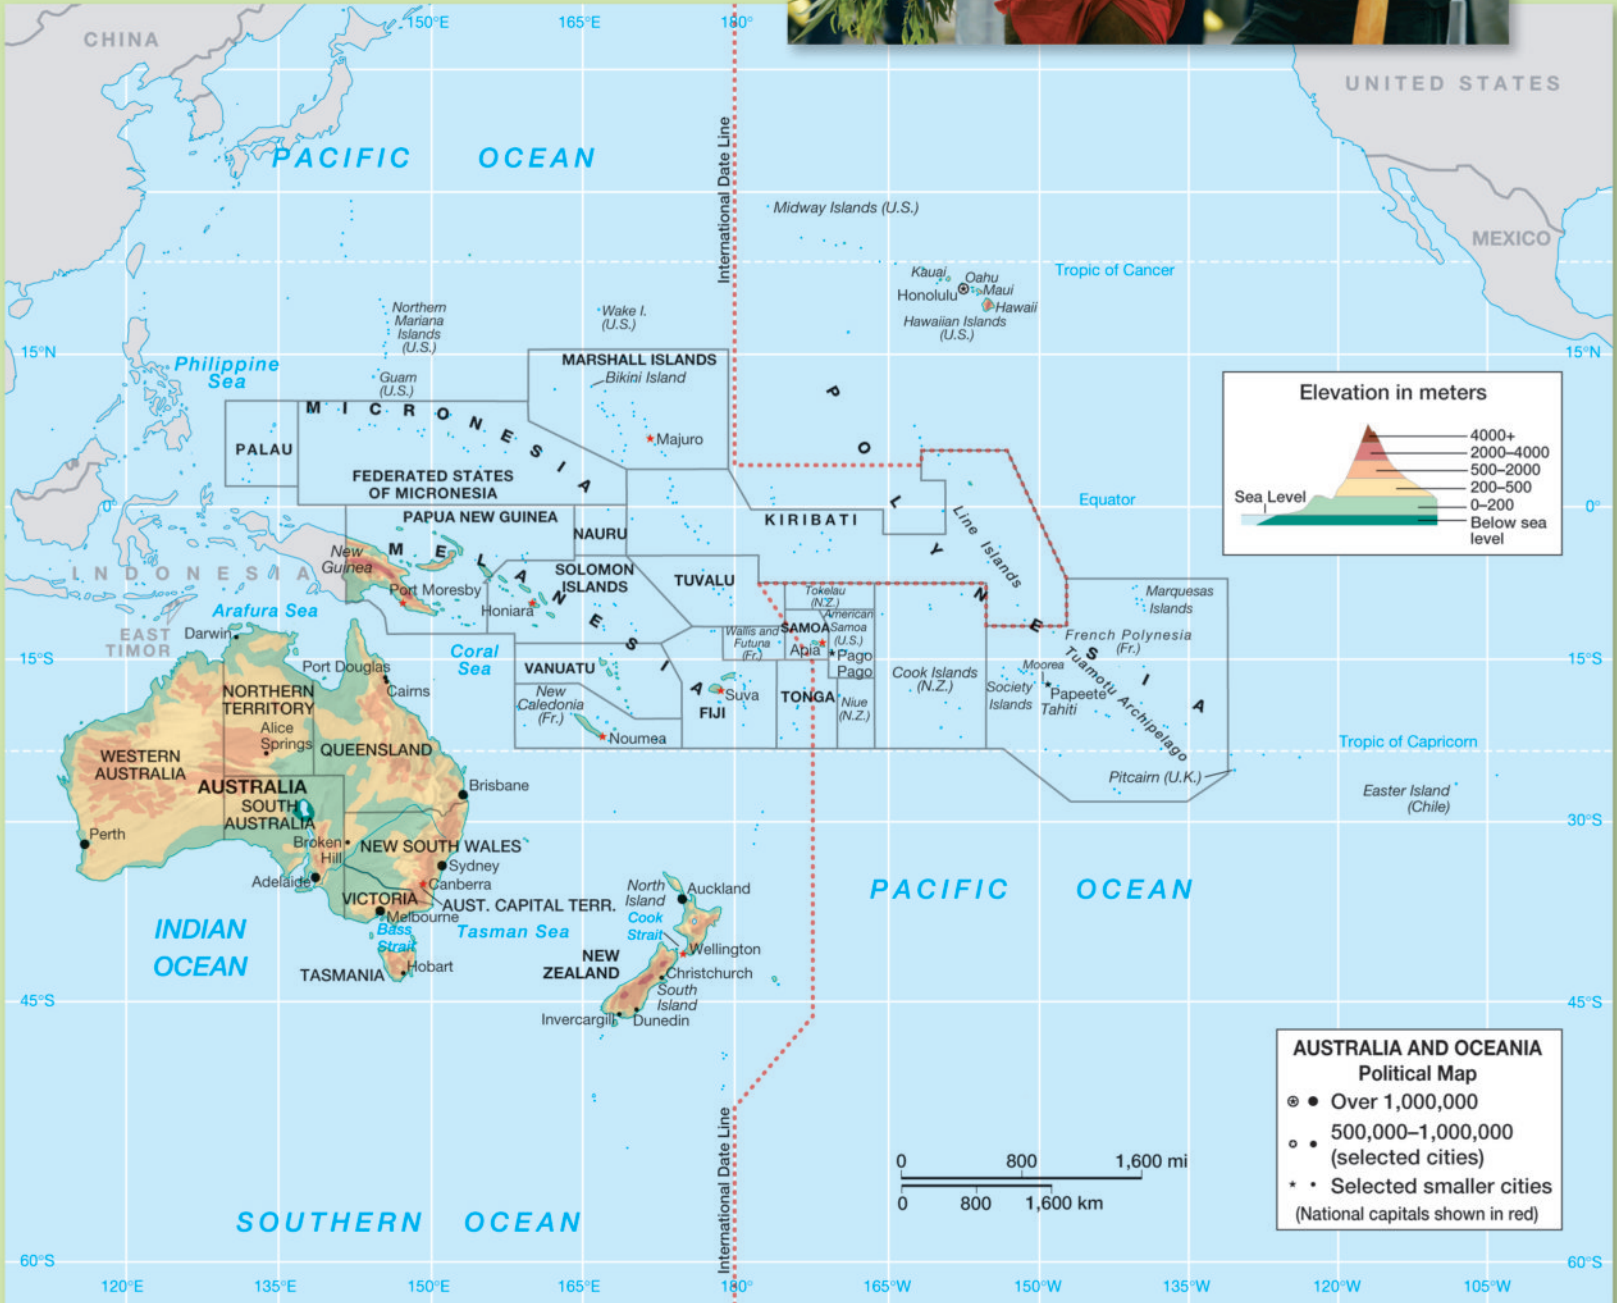 150°E
165°E
180°
CHINA
UNITED STATES
PACIFIC OCEAN
International Date Line
Midway Islands (U.S.)
MEXICO
Tropic of Cancer
Kauai
Oahu
Honolulu
Maui
Hawaii
Hawaiian Islands
(U.S.)
Northern
Mariana
Islands
(U.S.)
Wake I.
(U.S.)
15°N
15°N
Philippine
Sea
MARSHALL ISLANDS
Bikini Island
Guam
(U.S.)
MICRONESIA
POLYNESIA
Majuro
PALAU
FEDERATED STATES
OF MICRONESIA
Elevation in meters
4000+
2000–4000
500–2000
200–500
0–200
Below sea
level
Sea Level
0°
Equator
0°
PAPUA NEW GUINEA
NAURU
KIRIBATI
Line Islands
MELANESIA
New
Guinea
INDONESIA
SOLOMON
ISLANDS
TUVALU
Port Moresby
Honiara
Tokelau
(N.Z.)
Marquesas
Islands
Arafura Sea
EAST
TIMOR
Darwin
Wallis and
Futuna
(Fr.)
SAMOA
Apia
American
Samoa
(U.S.)
Pago
Pago
French Polynesia
(Fr.)
15°S
15°S
Coral
Sea
Port Douglas
Cairns
VANUATU
New
Caledonia
(Fr.)
Noumea
Suva
FIJI
TONGA
Niue
(N.Z.)
Cook Islands
(N.Z.)
Society
Islands
Moorea
Papeete
Tahiti
Tuamotu Archipelago
NORTHERN
TERRITORY
Alice
Springs
QUEENSLAND
WESTERN
AUSTRALIA
Tropic of Capricorn
Pitcairn (U.K.)
Easter Island
(Chile)
AUSTRALIA
SOUTH
AUSTRALIA
Brisbane
30°S
30°S
Perth
Broken
Hill
NEW SOUTH WALES
Sydney
Adelaide
Canberra
VICTORIA
AUST. CAPITAL TERR.
Melbourne
Bass
Strait
Tasman Sea
INDIAN
OCEAN
TASMANIA
Hobart
North
Island
Auckland
Cook
Strait
Wellington
NEW
ZEALAND
Christchurch
South
Island
Invercargill
Dunedin
PACIFIC OCEAN
45°S
45°S
AUSTRALIA AND OCEANIA
Political Map
Over 1,000,000
500,000–1,000,000
(selected cities)
Selected smaller cities
(National capitals shown in red)
International Date Line
0 800 1,600 mi
0 800 1,600 km
SOUTHERN OCEAN
60°S
60°S
120°E
135°E
150°E
165°E
180°
165°W
150°W
135°W
120°W
105°W